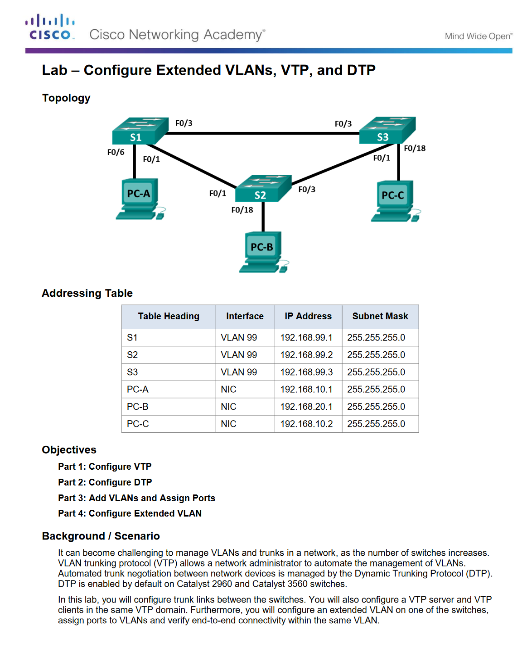 CISCO Cisco Networking Academy® Mind Wide Open®
Lab – Configure Extended VLANs, VTP, and DTP
Topology
F0/3 F0/3
S1 S3
F0/6 F0/1 F0/1 F0/18
PC-A F0/1 S2 F0/3 PC-C
F0/18
PC-B
Addressing Table
Table Heading Interface IP Address Subnet Mask
S1 VLAN 99 192.168.99.1 255.255.255.0
S2 VLAN 99 192.168.99.2 255.255.255.0
S3 VLAN 99 192.168.99.3 255.255.255.0
PC-A NIC 192.168.10.1 255.255.255.0
PC-B NIC 192.168.20.1 255.255.255.0
PC-C NIC 192.168.10.2 255.255.255.0
Objectives
Part 1: Configure VTP
Part 2: Configure DTP
Part 3: Add VLANs and Assign Ports
Part 4: Configure Extended VLAN
Background / Scenario
It can become challenging to manage VLANs and trunks in a network, as the number of switches increases.
VLAN trunking protocol (VTP) allows a network administrator to automate the management of VLANs.
Automated trunk negotiation between network devices is managed by the Dynamic Trunking Protocol (DTP).
DTP is enabled by default on Catalyst 2960 and Catalyst 3560 switches.
In this lab, you will configure trunk links between the switches. You will also configure a VTP server and VTP
clients in the same VTP domain. Furthermore, you will configure an extended VLAN on one of the switches,
assign ports to VLANs and verify end-to-end connectivity within the same VLAN.